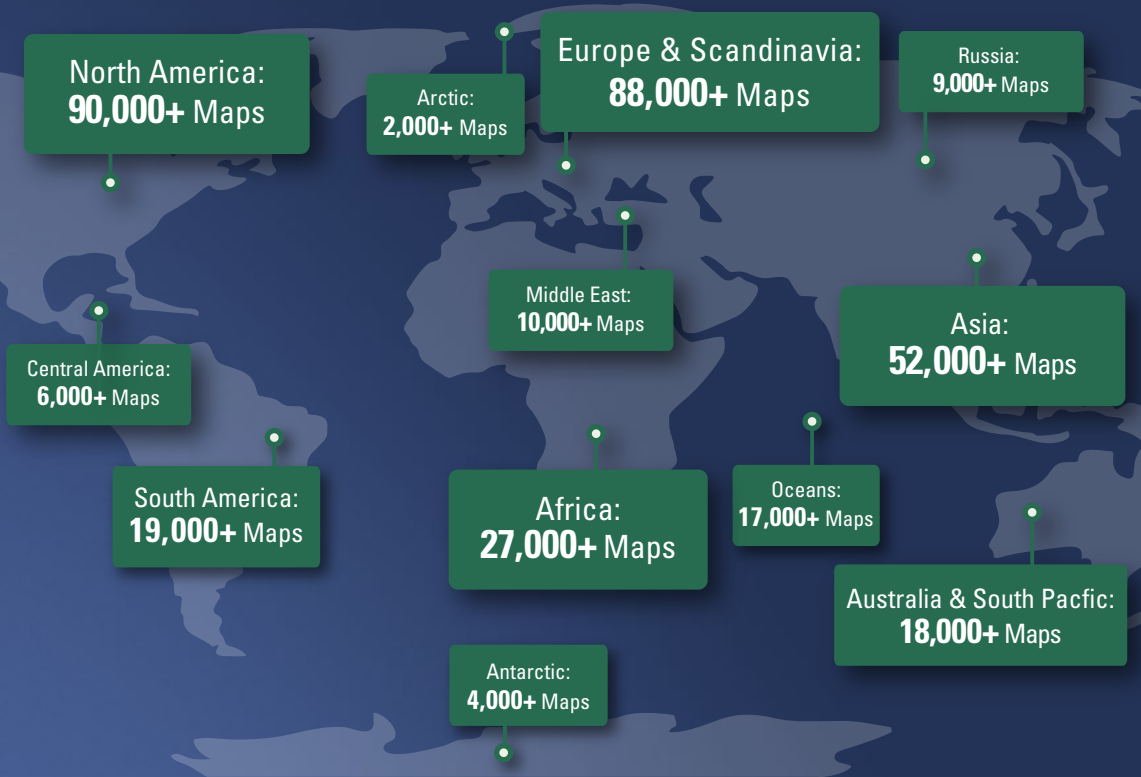 North America:
90,000+ Maps
Arctic:
2,000+ Maps
Europe & Scandinavia:
88,000+ Maps
Russia:
9,000+ Maps
Middle East:
10,000+ Maps
Asia:
52,000+ Maps
Central America:
6,000+ Maps
South America:
19,000+ Maps
Africa:
27,000+ Maps
Oceans:
17,000+ Maps
Australia & South Pacfic:
18,000+ Maps
Antarctic:
4,000+ Maps